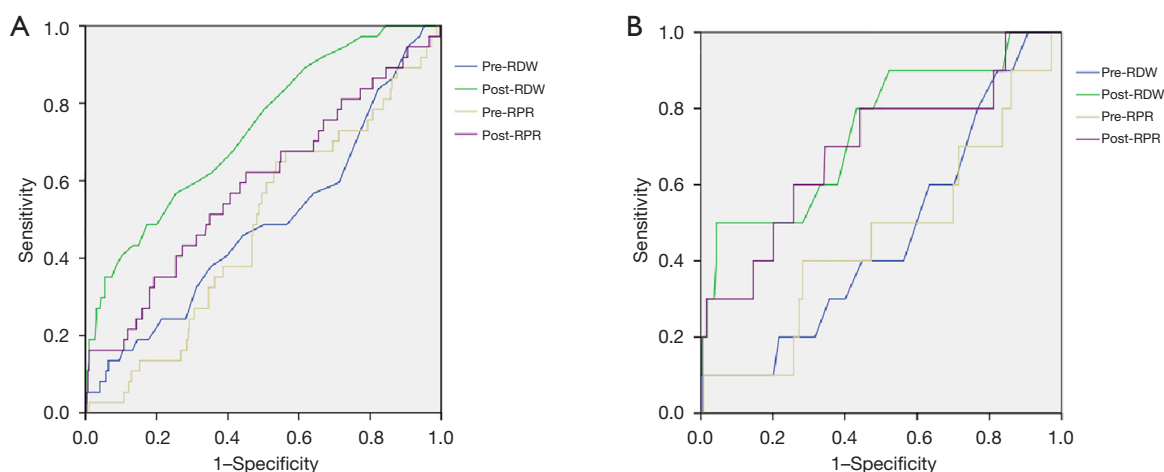 A
1.0
0.8
0.6
0.4
0.2
0.0
Sensitivity
0.0 0.2 0.4 0.6 0.8 1.0
1–Specificity
Pre-RDW
Post-RDW
Pre-RPR
Post-RPR
B
1.0
0.8
0.6
0.4
0.2
0.0
Sensitivity
0.0 0.2 0.4 0.6 0.8 1.0
1–Specificity
Pre-RDW
Post-RDW
Pre-RPR
Post-RPR